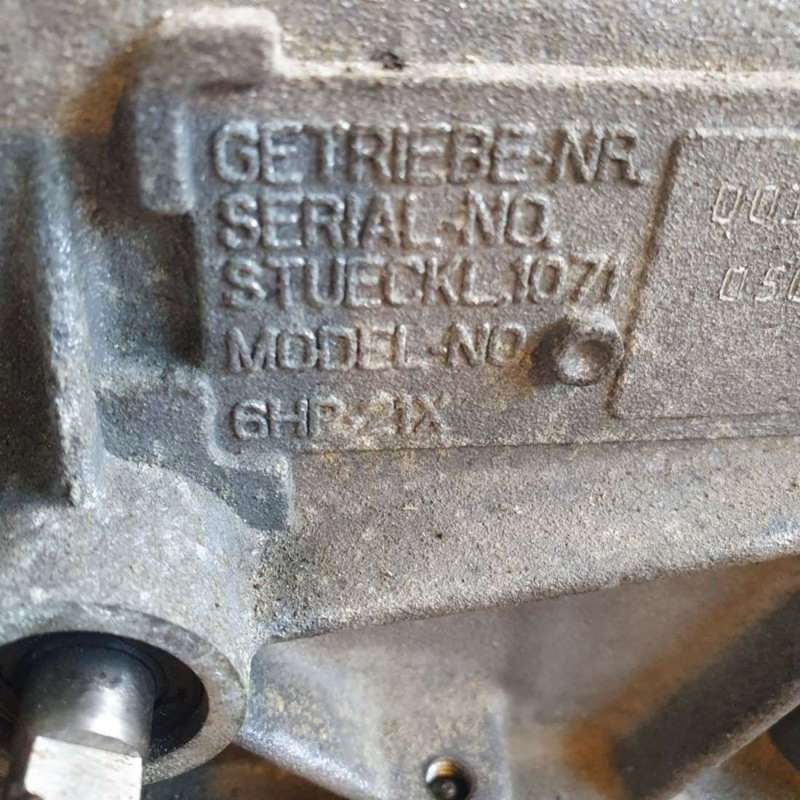 GETRIEBE-NR.
SERIAL-NO.
STUECKL.1071
MODEL-NO
6HP-21X